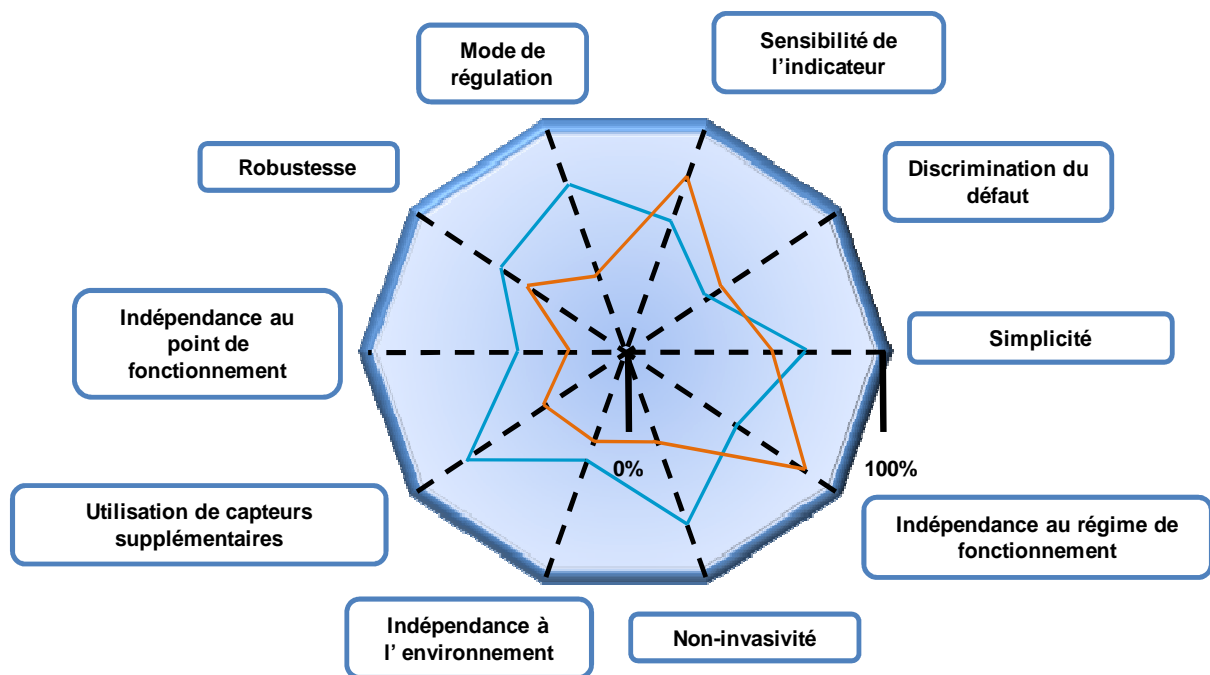 Mode de
régulation
Sensibilité de
l'indicateur
Robustesse
Discrimination du
défaut
Indépendance au
point de
fonctionnement
Simplicité
0%
100%
Utilisation de capteurs
supplémentaires
Indépendance au régime de
fonctionnement
Indépendance à
l' environnement
Non-invasivité